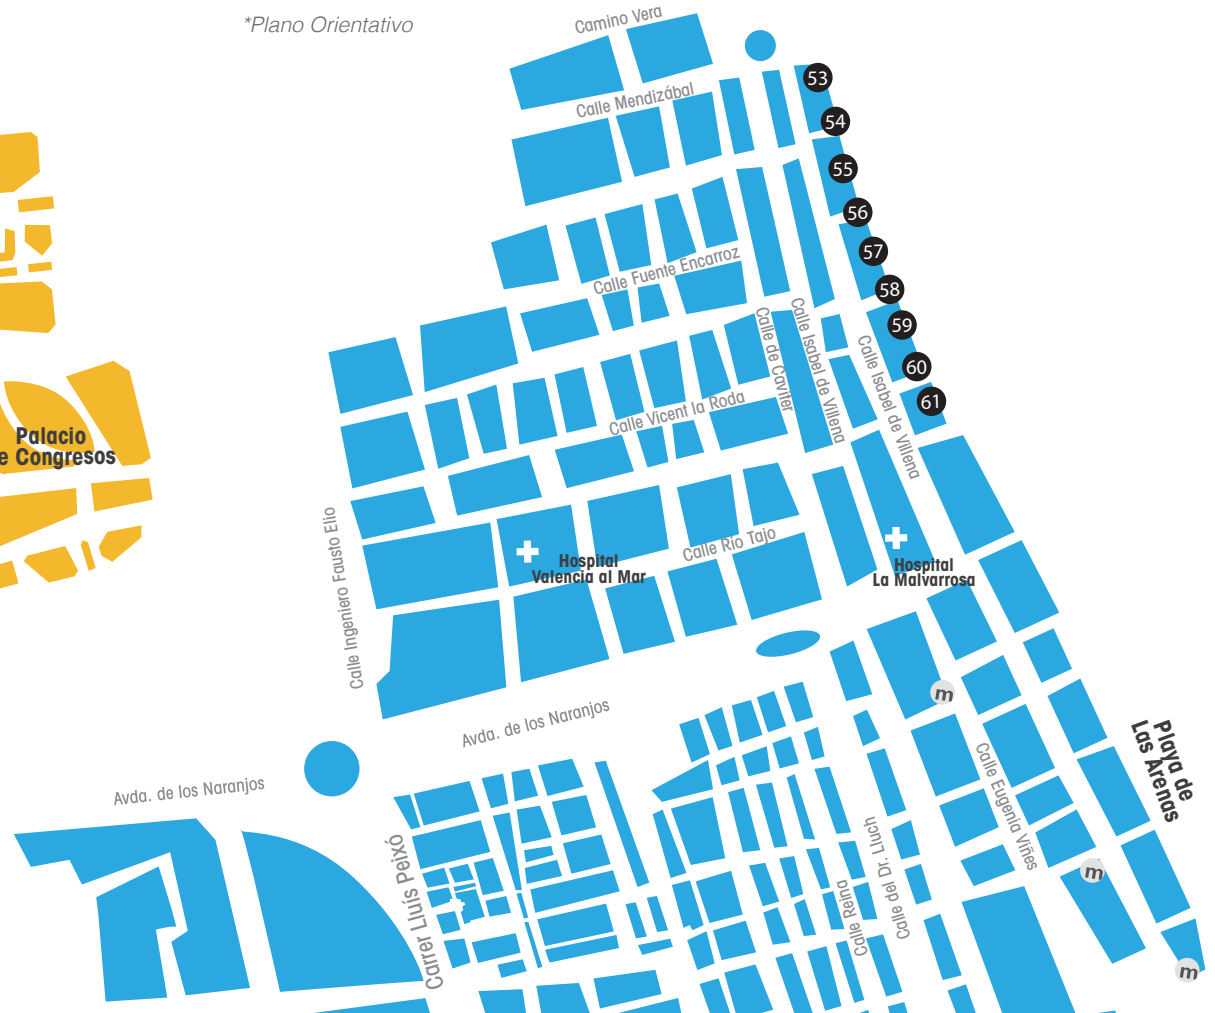 *Plano Orientativo
Camino Vera
Calle Mendizábal
53
54
55
56
57
58
59
60
61
Calle Fuente Encarroz
Calle de Caviter
Calle Isabel de Villena
Calle Isabel de Villena
Calle Vicent la Roda
Palacio
e Congresos
Calle Ingeniero Fausto Elio
Calle Río Tajo
Hospital
Valencia al Mar
Hospital
La Malvarrosa
m
Avda. de los Naranjos
Avda. de los Naranjos
Playa de
Las Arenas
Calle Eugenia Viñes
Carrer Lluís Peixó
Calle Reina
Calle del Dr. Lluch
m
m